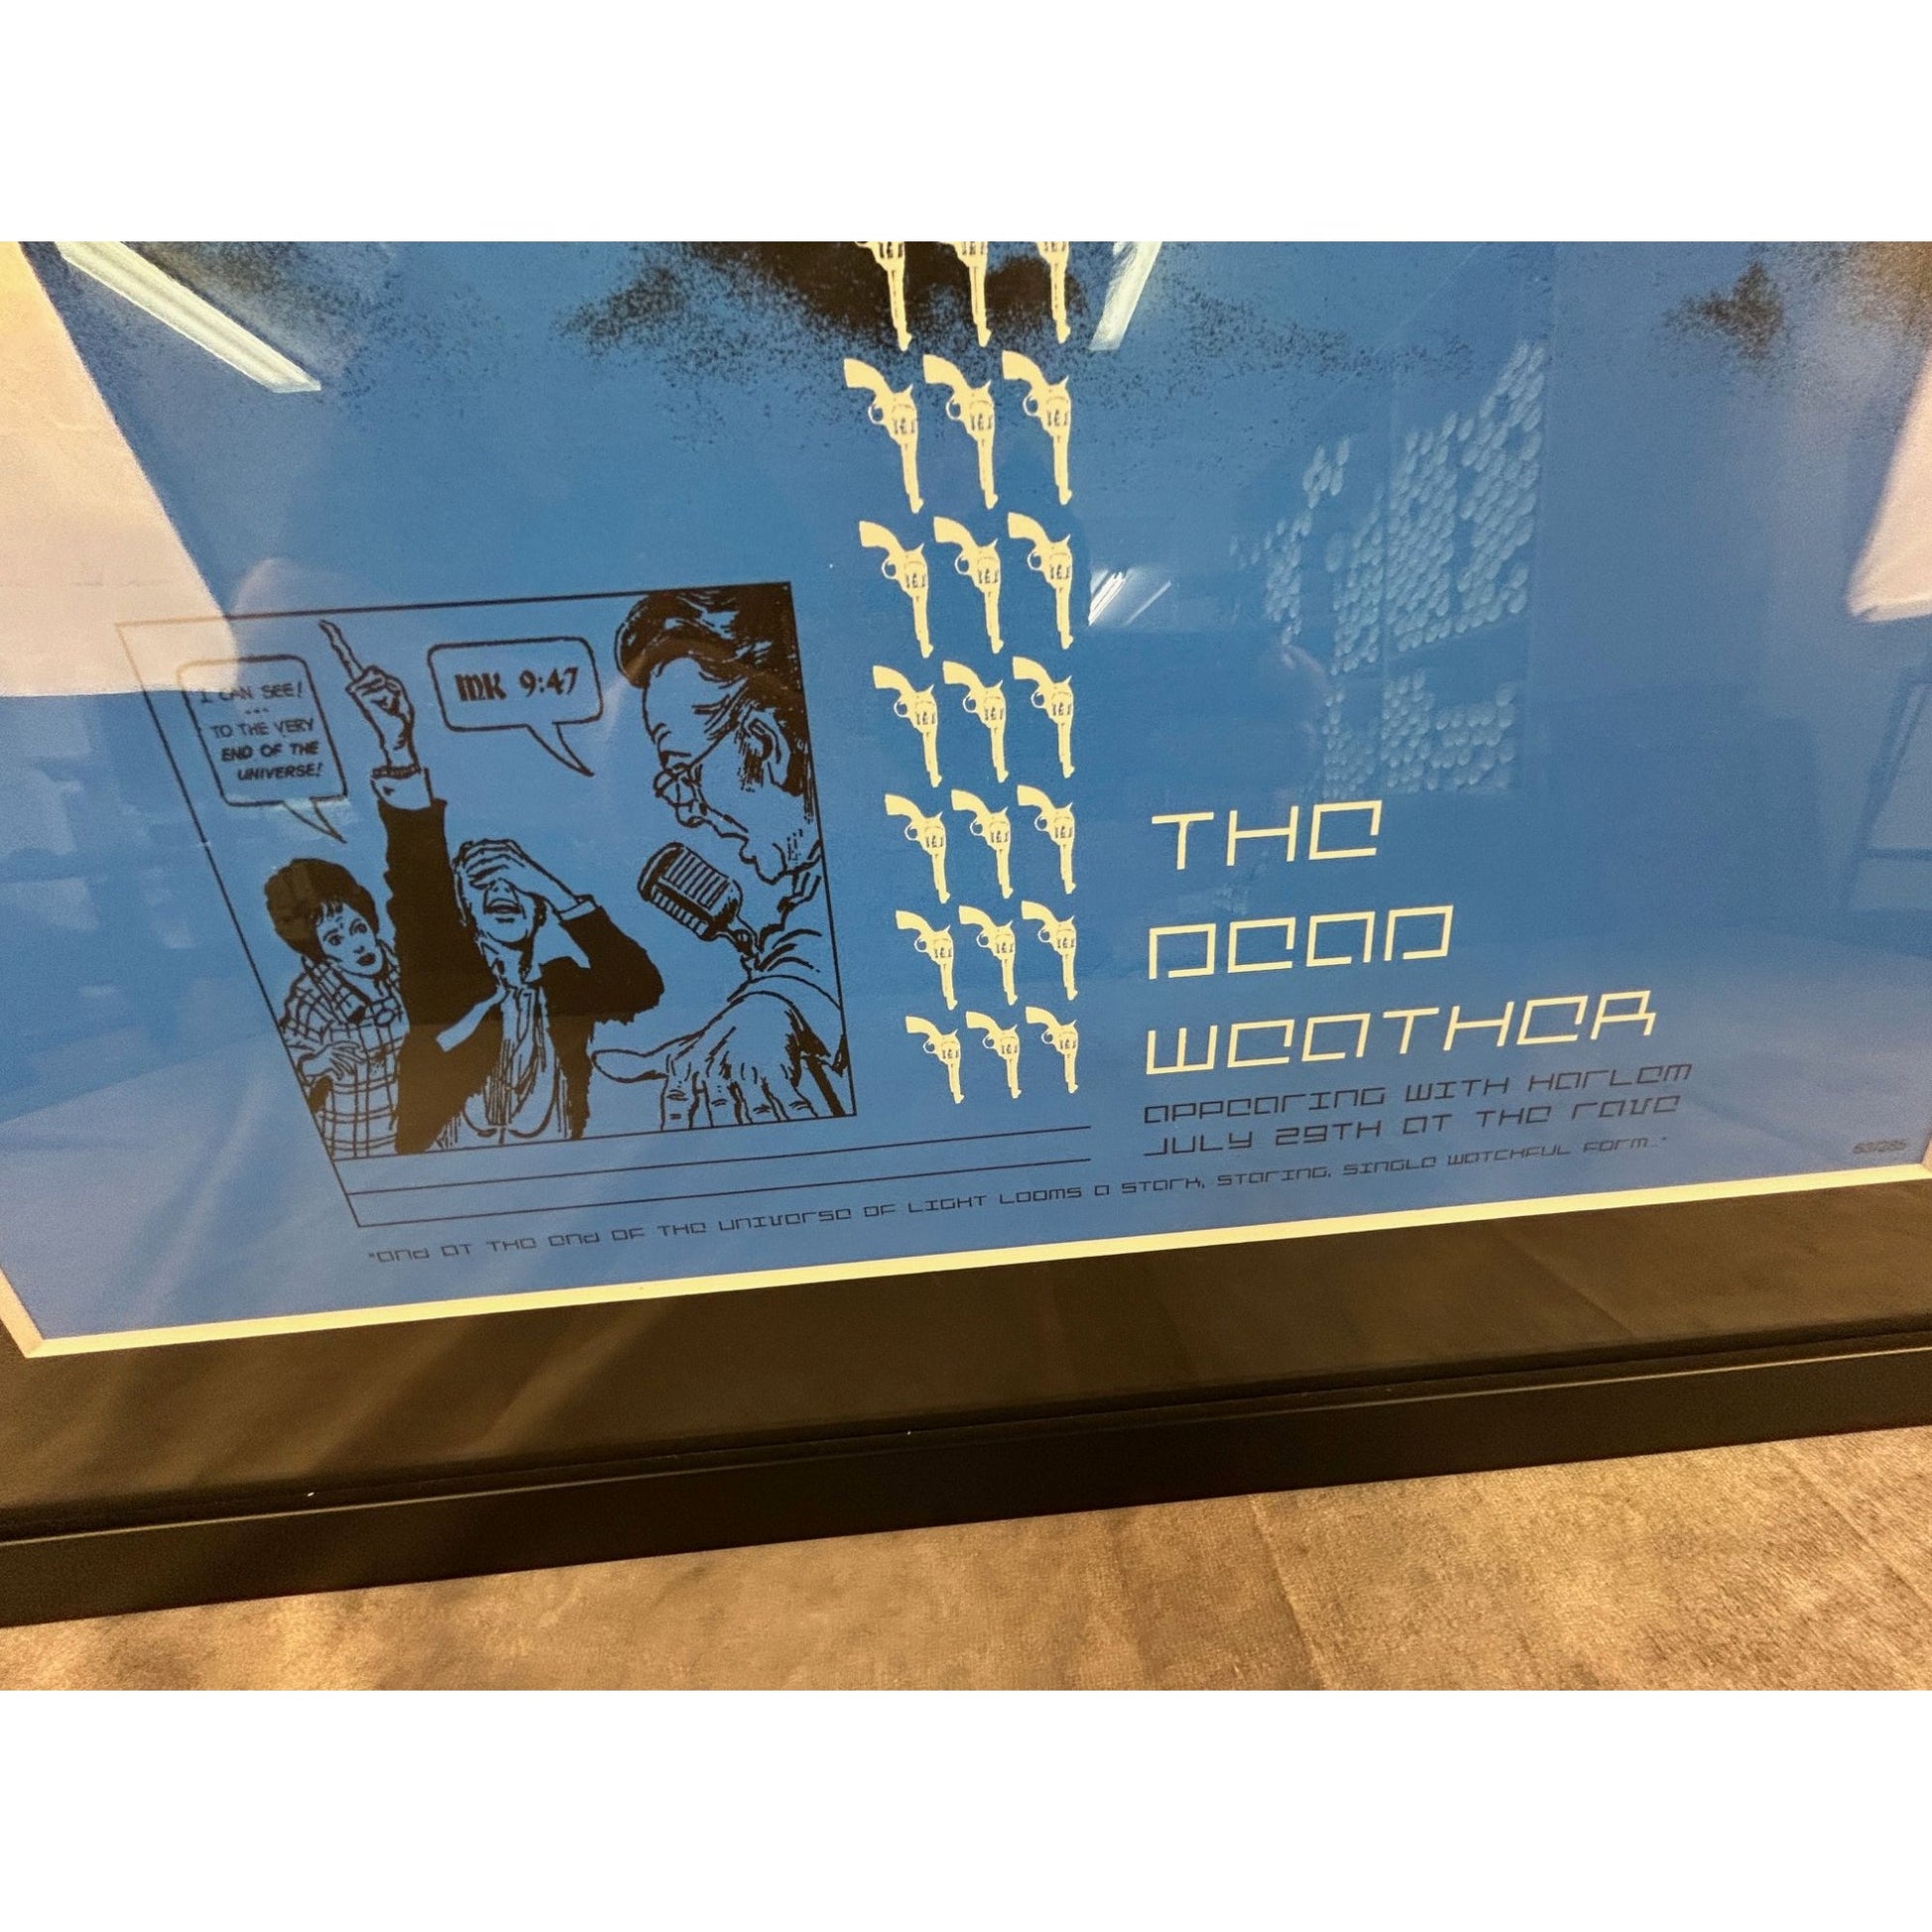 I CAN SEE!
...
TO THE VERY
END OF THE
UNIVERSE!
MK 9:47
THE
DEAD
WEATHER
APPEARING WITH HARLEM
JULY 29TH AT THE RAVE
"AND AT THE END OF THE UNIVERSE OF LIGHT LOOMS A STARK, STARING, SINGLE WATCHFUL FORM..."